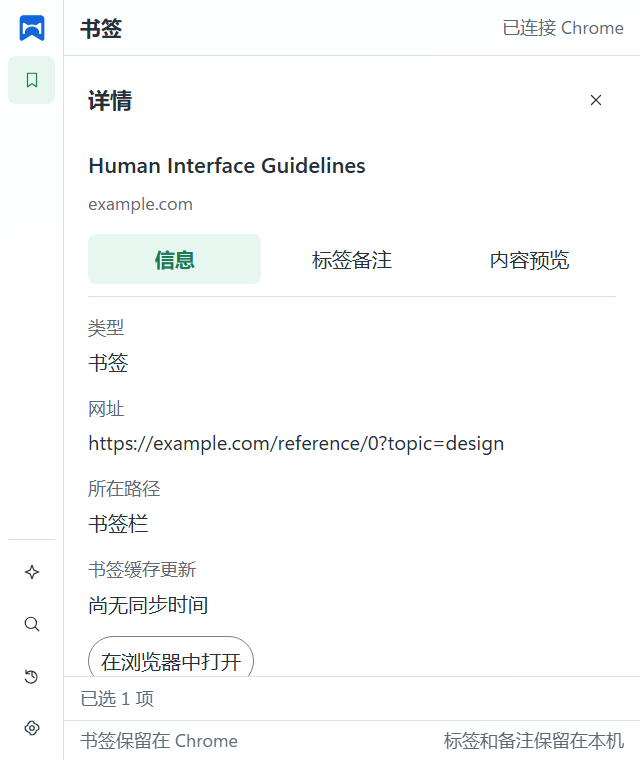 书签
已连接 Chrome
详情
Human Interface Guidelines
example.com
信息
标签备注
内容预览
类型
书签
网址
https://example.com/reference/0?topic=design
所在路径
书签栏
书签缓存更新
尚无同步时间
在浏览器中打开
已选 1 项
书签保留在 Chrome
标签和备注保留在本机